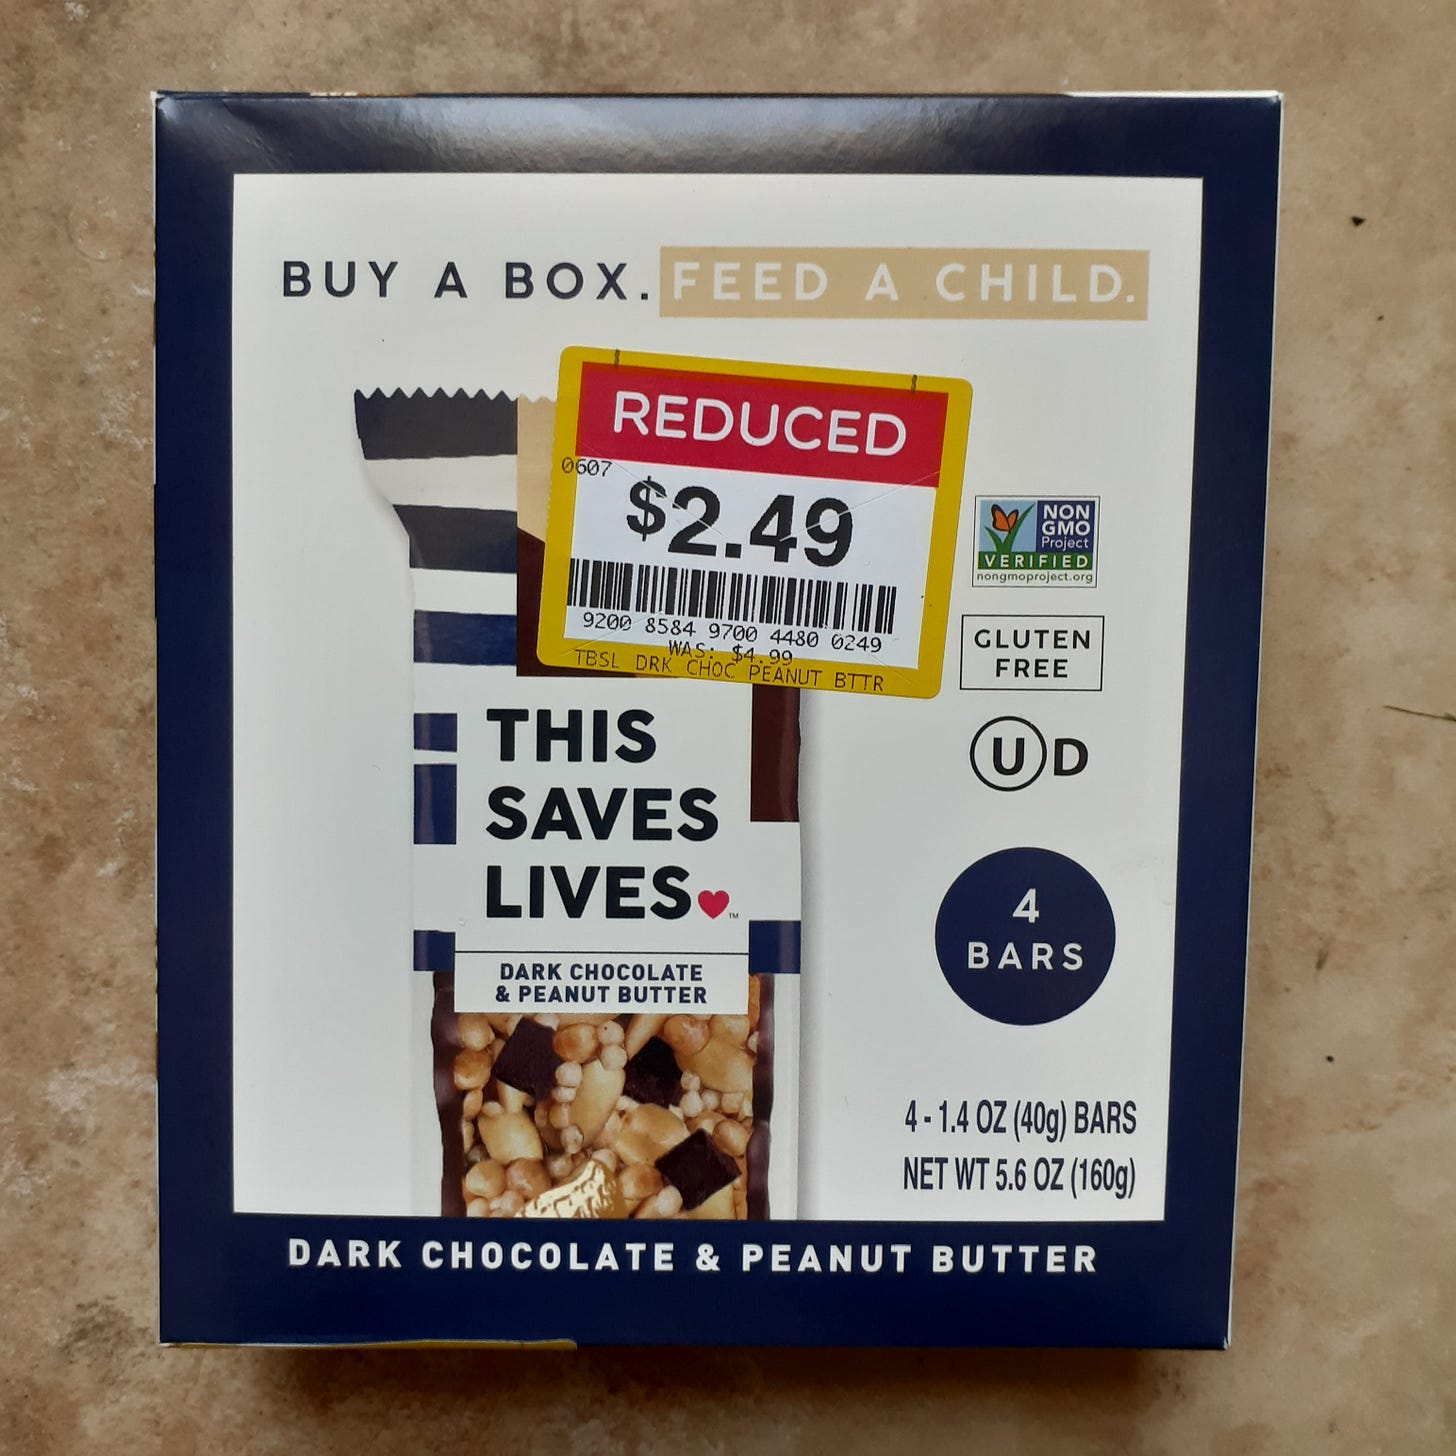 BUY A BOX. FEED A CHILD.
REDUCED
0607
$2.49
9200 8584 9700 4480 0249
WAS: $4.99
TBSL DRK CHOC PEANUT BTTR
NON
GMO
Project
VERIFIED
nongmoproject.org
GLUTEN
FREE
U D
THIS
SAVES
LIVES
™
DARK CHOCOLATE
& PEANUT BUTTER
4
BARS
4 - 1.4 OZ (40g) BARS
NET WT 5.6 OZ (160g)
DARK CHOCOLATE & PEANUT BUTTER